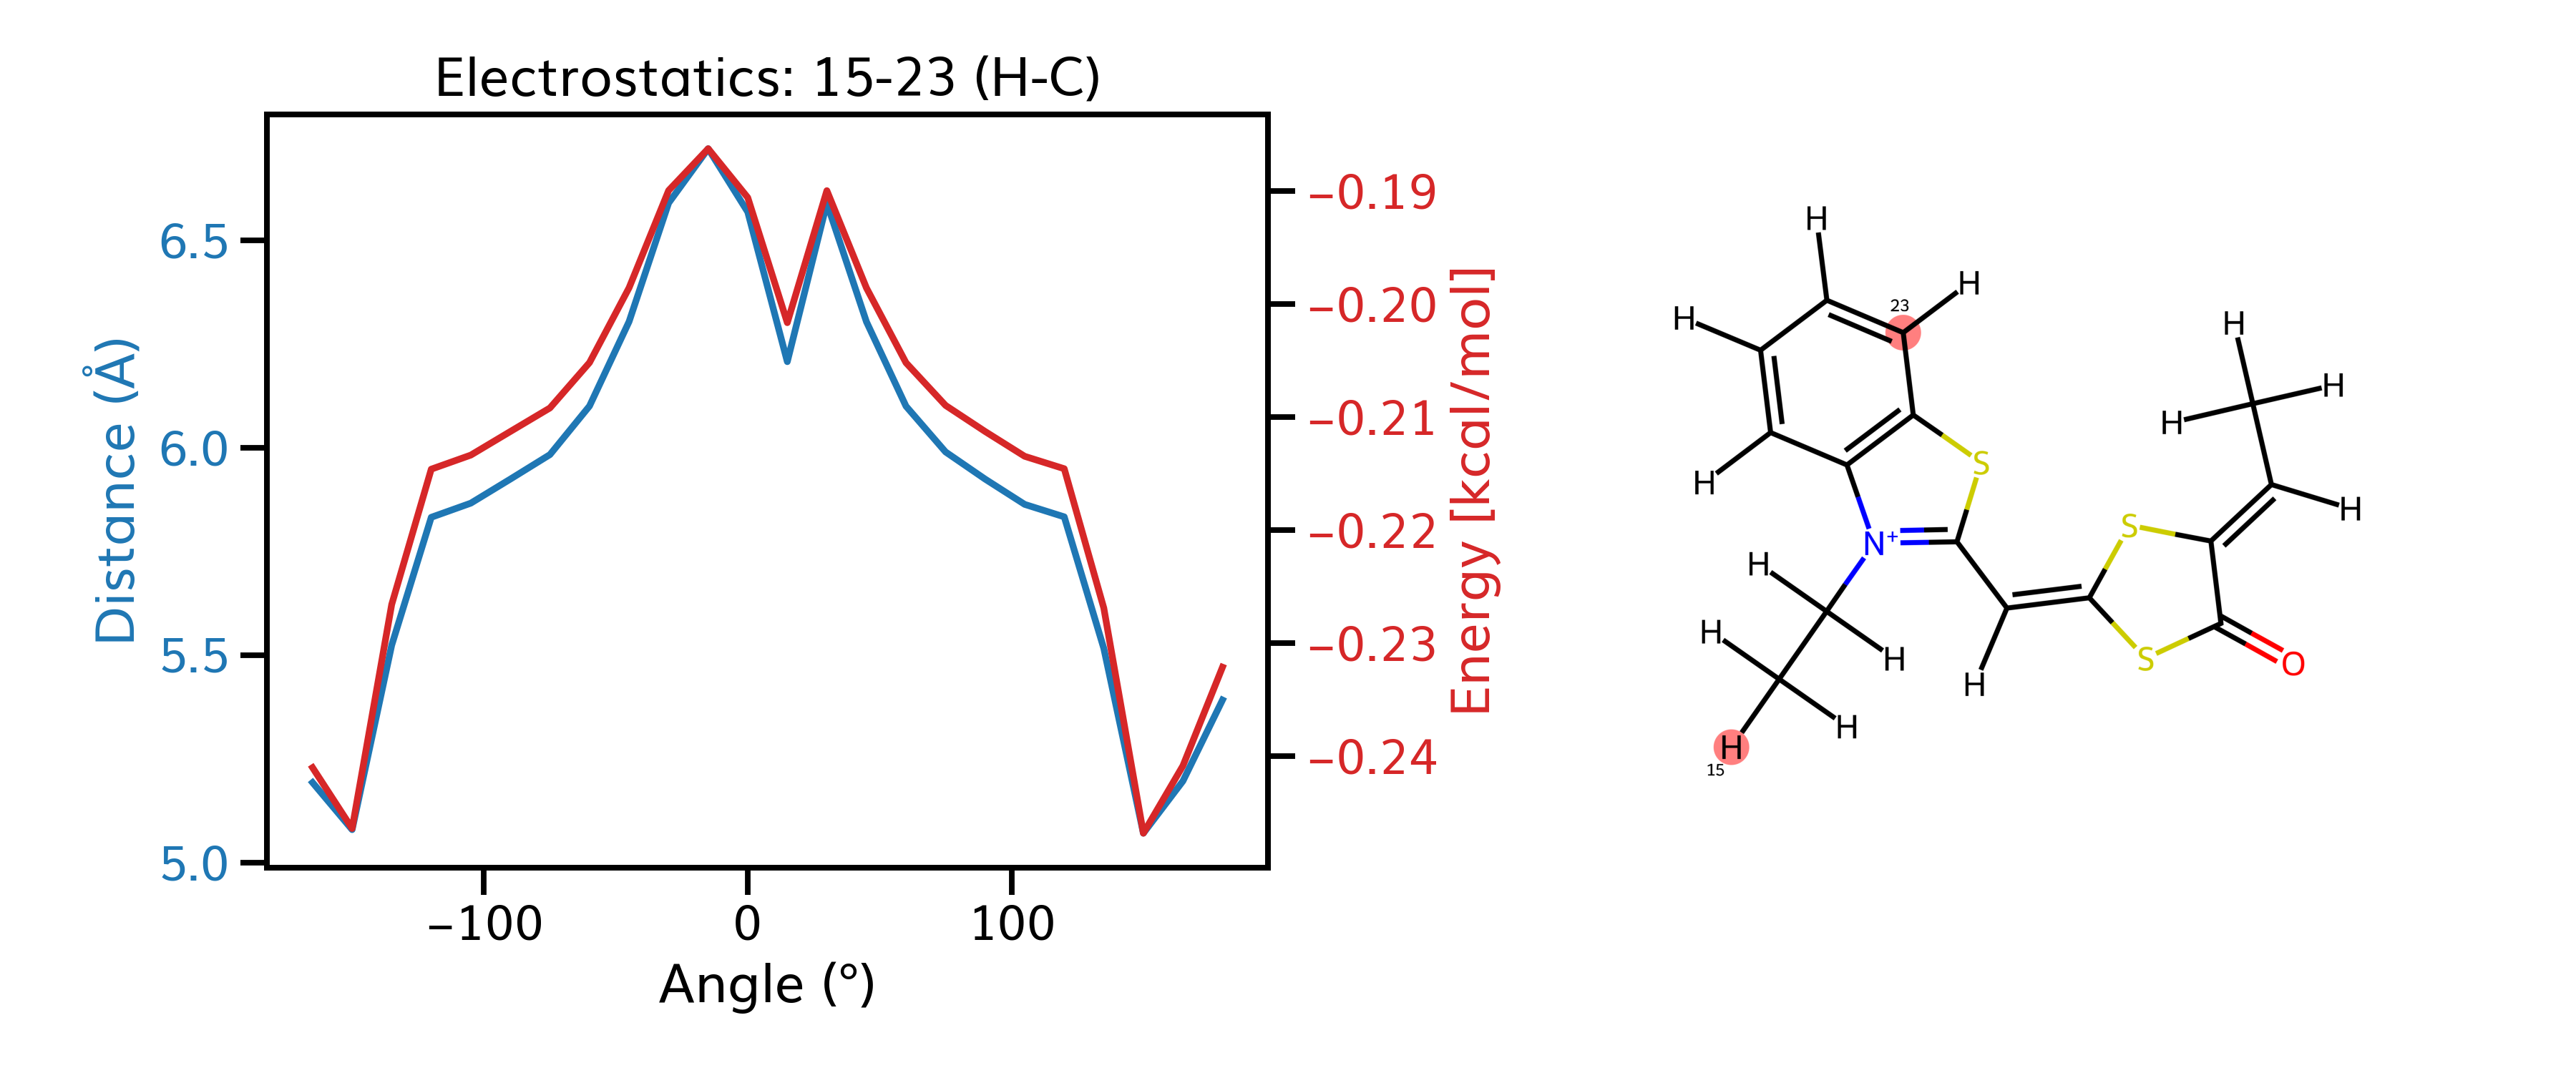 Electrostatics: 15-23 (H-C)
Distance (Å)
6.5
6.0
5.5
5.0
−100
0
100
Angle (°)
−0.19
−0.20
−0.21
−0.22
−0.23
−0.24
Energy [kcal/mol]
H
H
23
H
H
H
H
H
S
H
S
H
N+
H
H
H
S
O
H
H
H
15